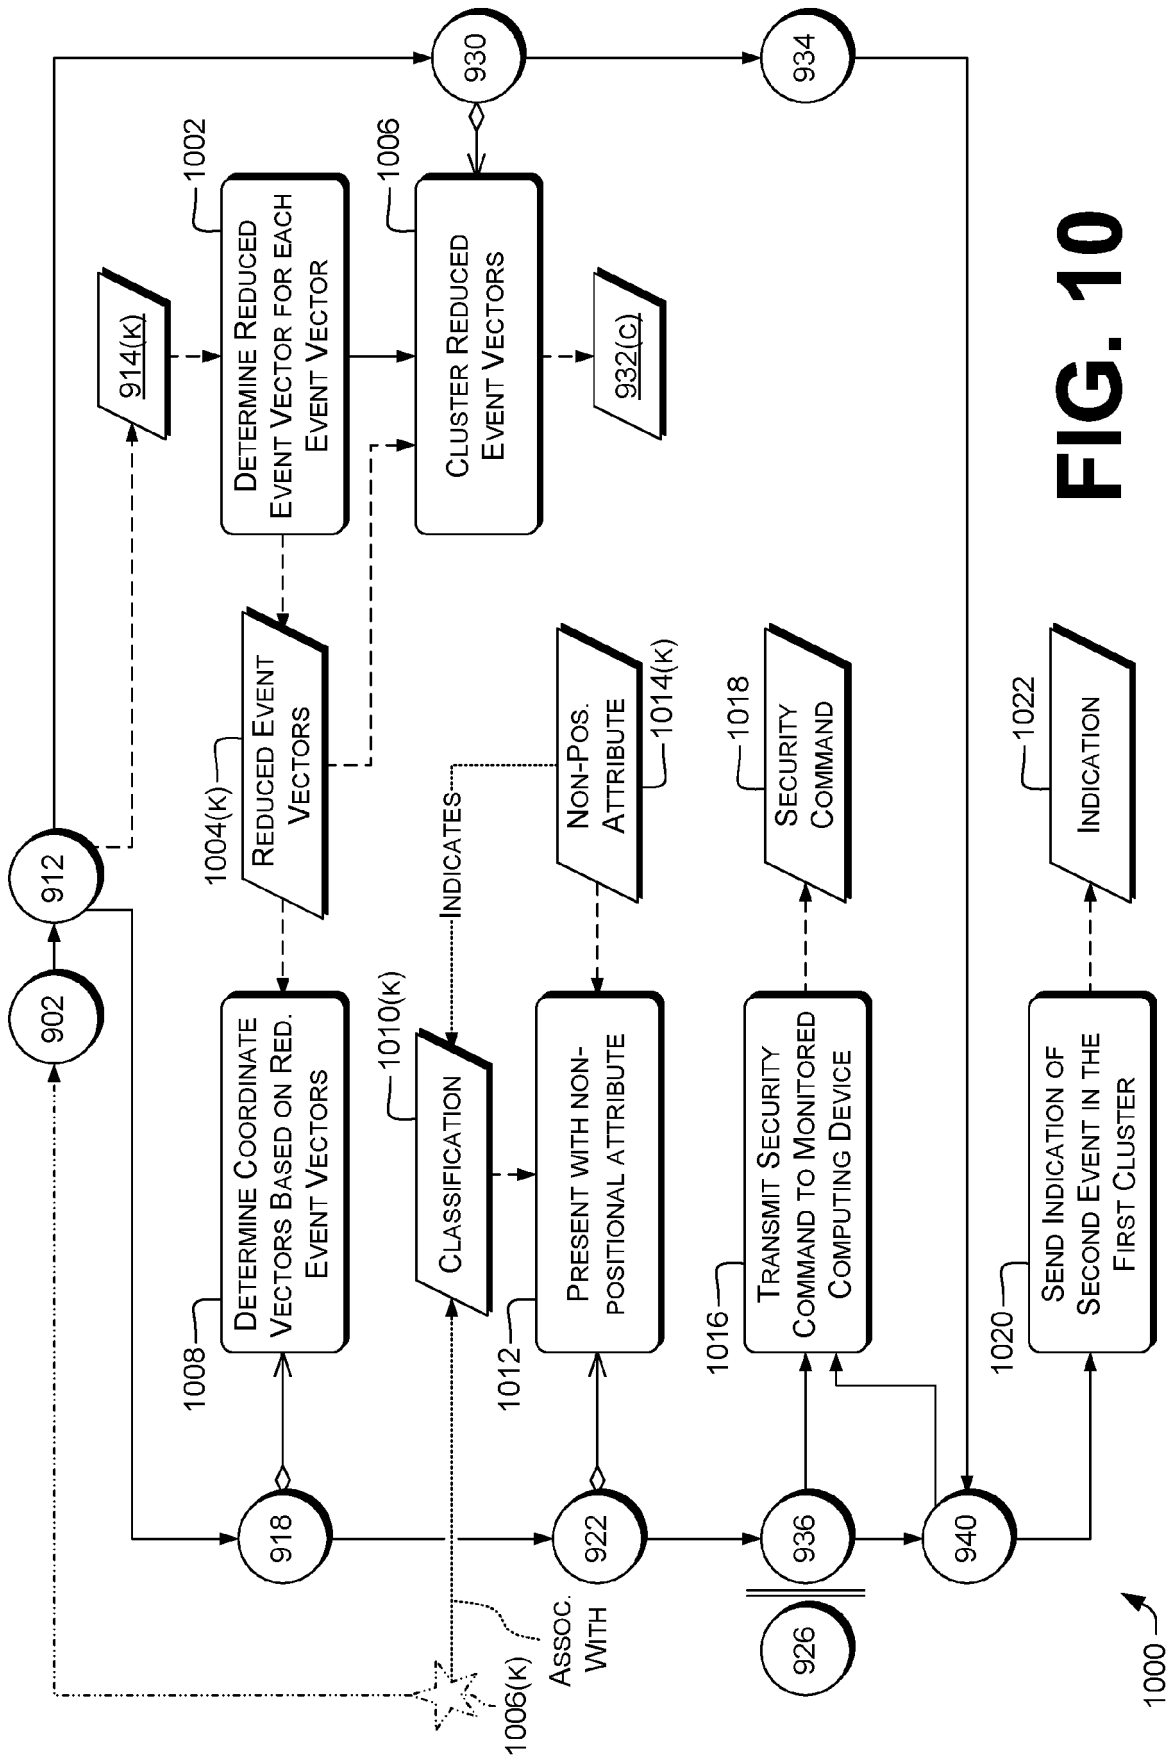 902
912
914(K)
1002
DETERMINE REDUCED
EVENT VECTOR FOR EACH
EVENT VECTOR
930
1006
CLUSTER REDUCED
EVENT VECTORS
932(C)
934
1004(K)
REDUCED EVENT
VECTORS
1008
DETERMINE COORDINATE
VECTORS BASED ON RED.
EVENT VECTORS
918
1010(K)
CLASSIFICATION
INDICATES
NON-POS.
ATTRIBUTE
1014(K)
1012
PRESENT WITH NON-
POSITIONAL ATTRIBUTE
922
1006(K)
ASSOC.
WITH
1016
TRANSMIT SECURITY
COMMAND TO MONITORED
COMPUTING DEVICE
1018
SECURITY
COMMAND
926
936
940
1020
SEND INDICATION OF
SECOND EVENT IN THE
FIRST CLUSTER
1022
INDICATION
1000
FIG. 10